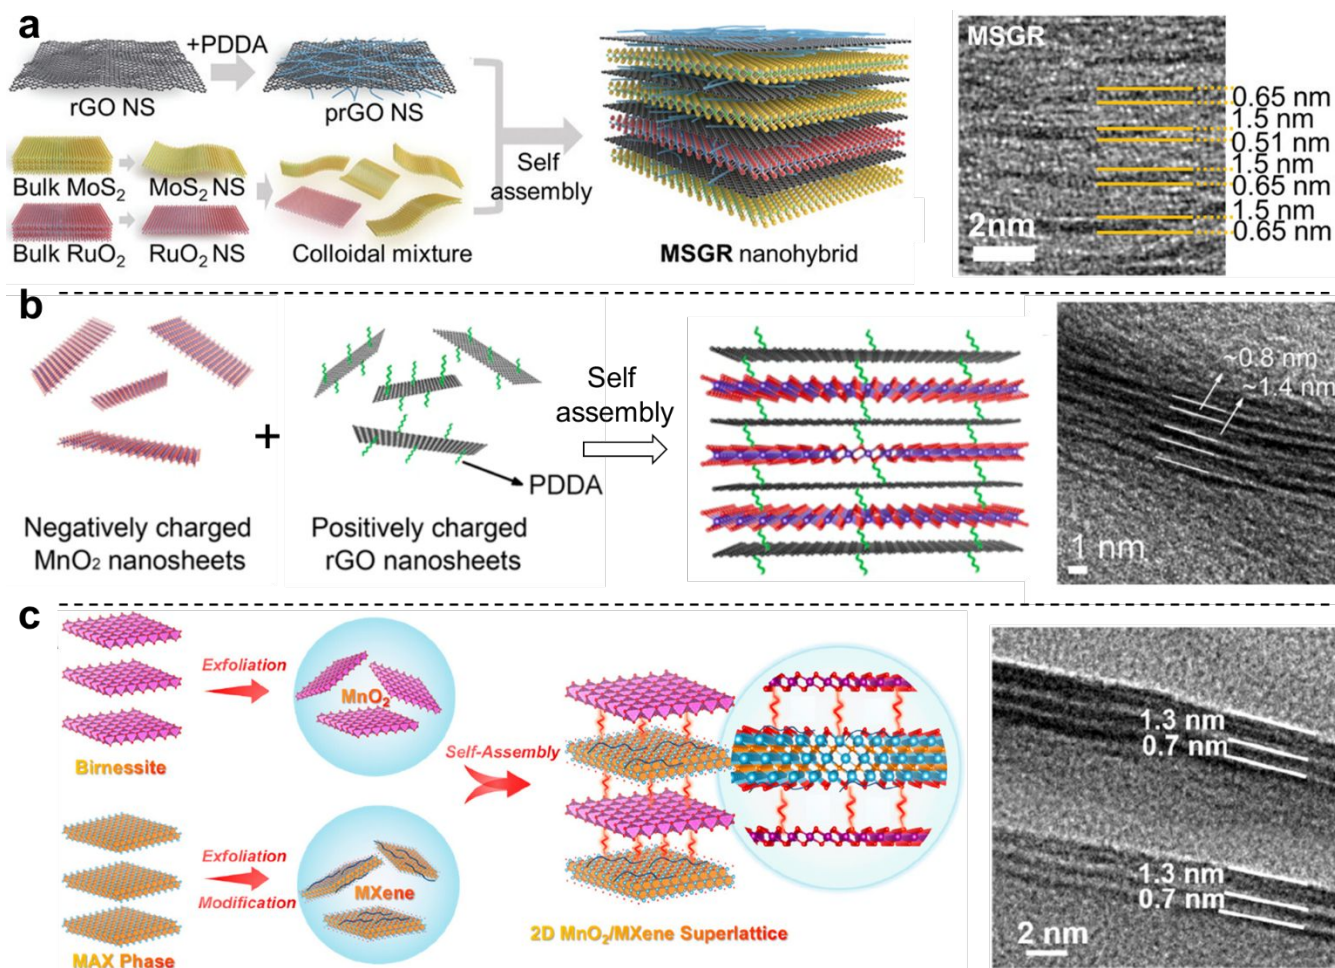 a
+PDDA
rGO NS
prGO NS
Bulk MoS₂
MoS₂ NS
Bulk RuO₂
RuO₂ NS
Colloidal mixture
Self
assembly
MSGR nanohybrid
MSGR
0.65 nm
1.5 nm
0.51 nm
1.5 nm
0.65 nm
1.5 nm
0.65 nm
2nm
b
Negatively charged
MnO₂ nanosheets
+
Positively charged
rGO nanosheets
PDDA
Self
assembly
~0.8 nm
~1.4 nm
1 nm
c
Birnessite
Exfoliation
MnO₂
MAX Phase
Exfoliation
Modification
MXene
Self-Assembly
2D MnO₂/MXene Superlattice
1.3 nm
0.7 nm
1.3 nm
0.7 nm
2 nm